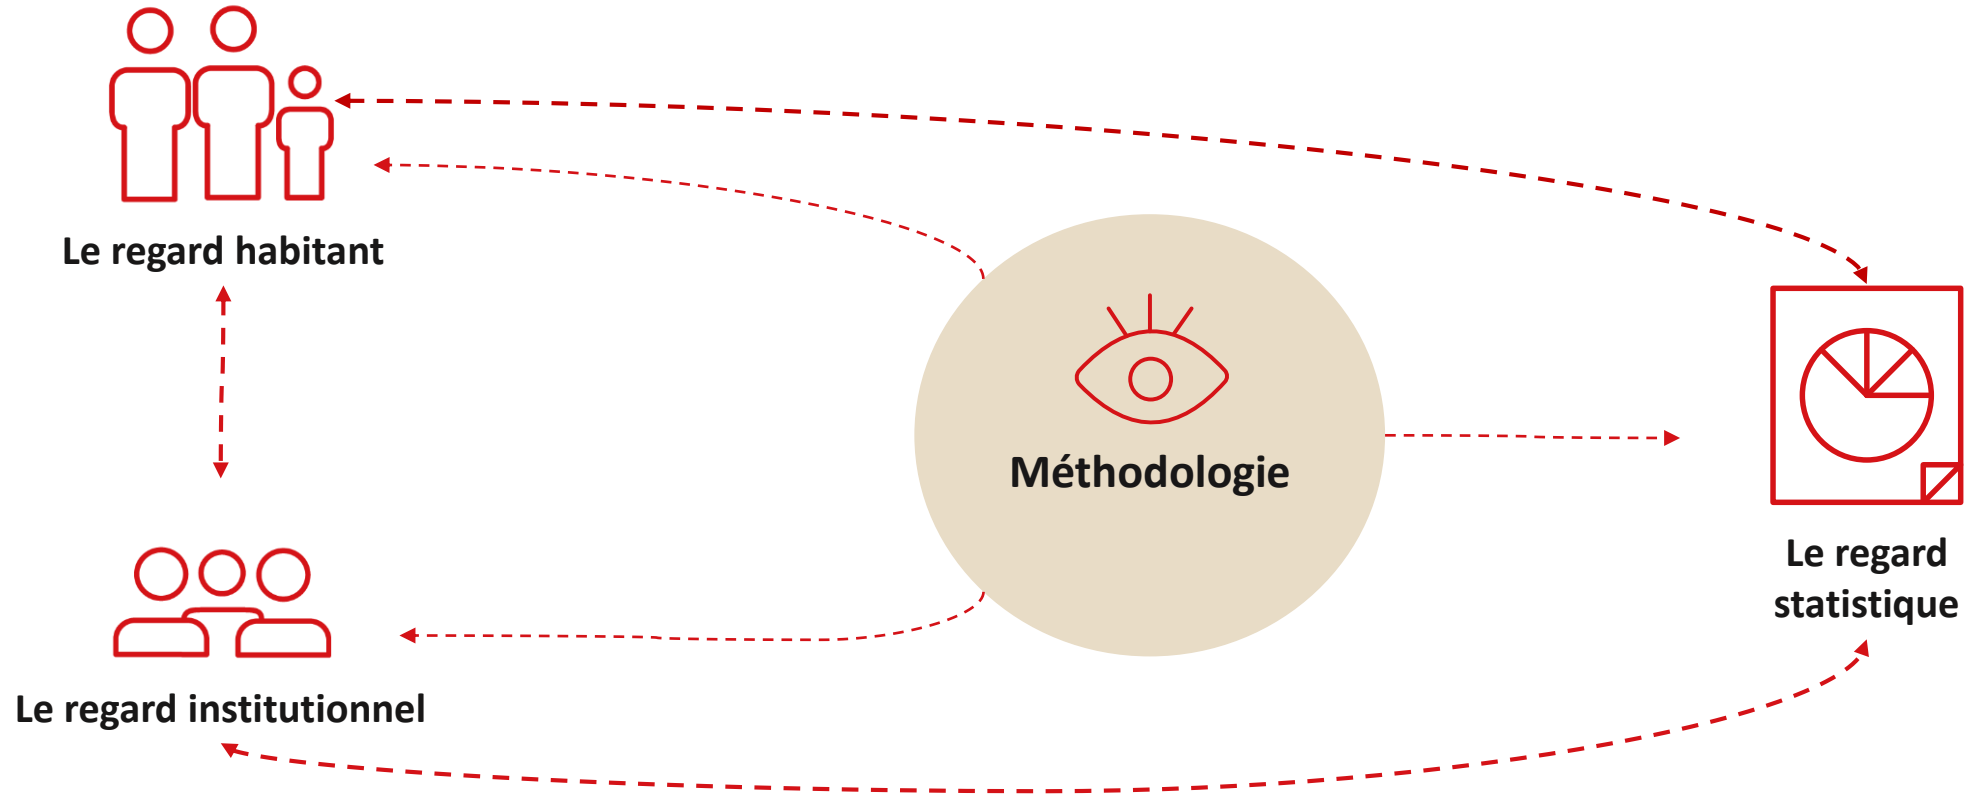 Le regard habitant
Méthodologie
Le regard
statistique
Le regard institutionnel